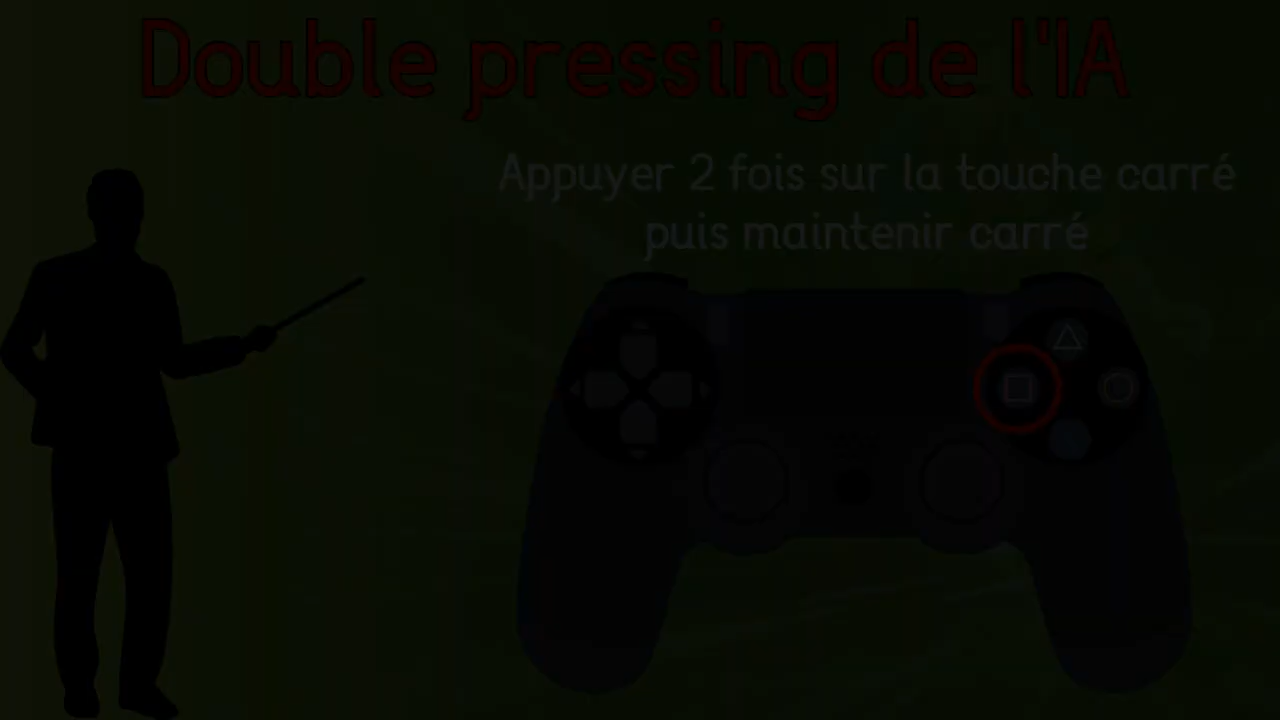 Double pressing de l'IA
Appuyer 2 fois sur la touche carré
puis maintenir carré